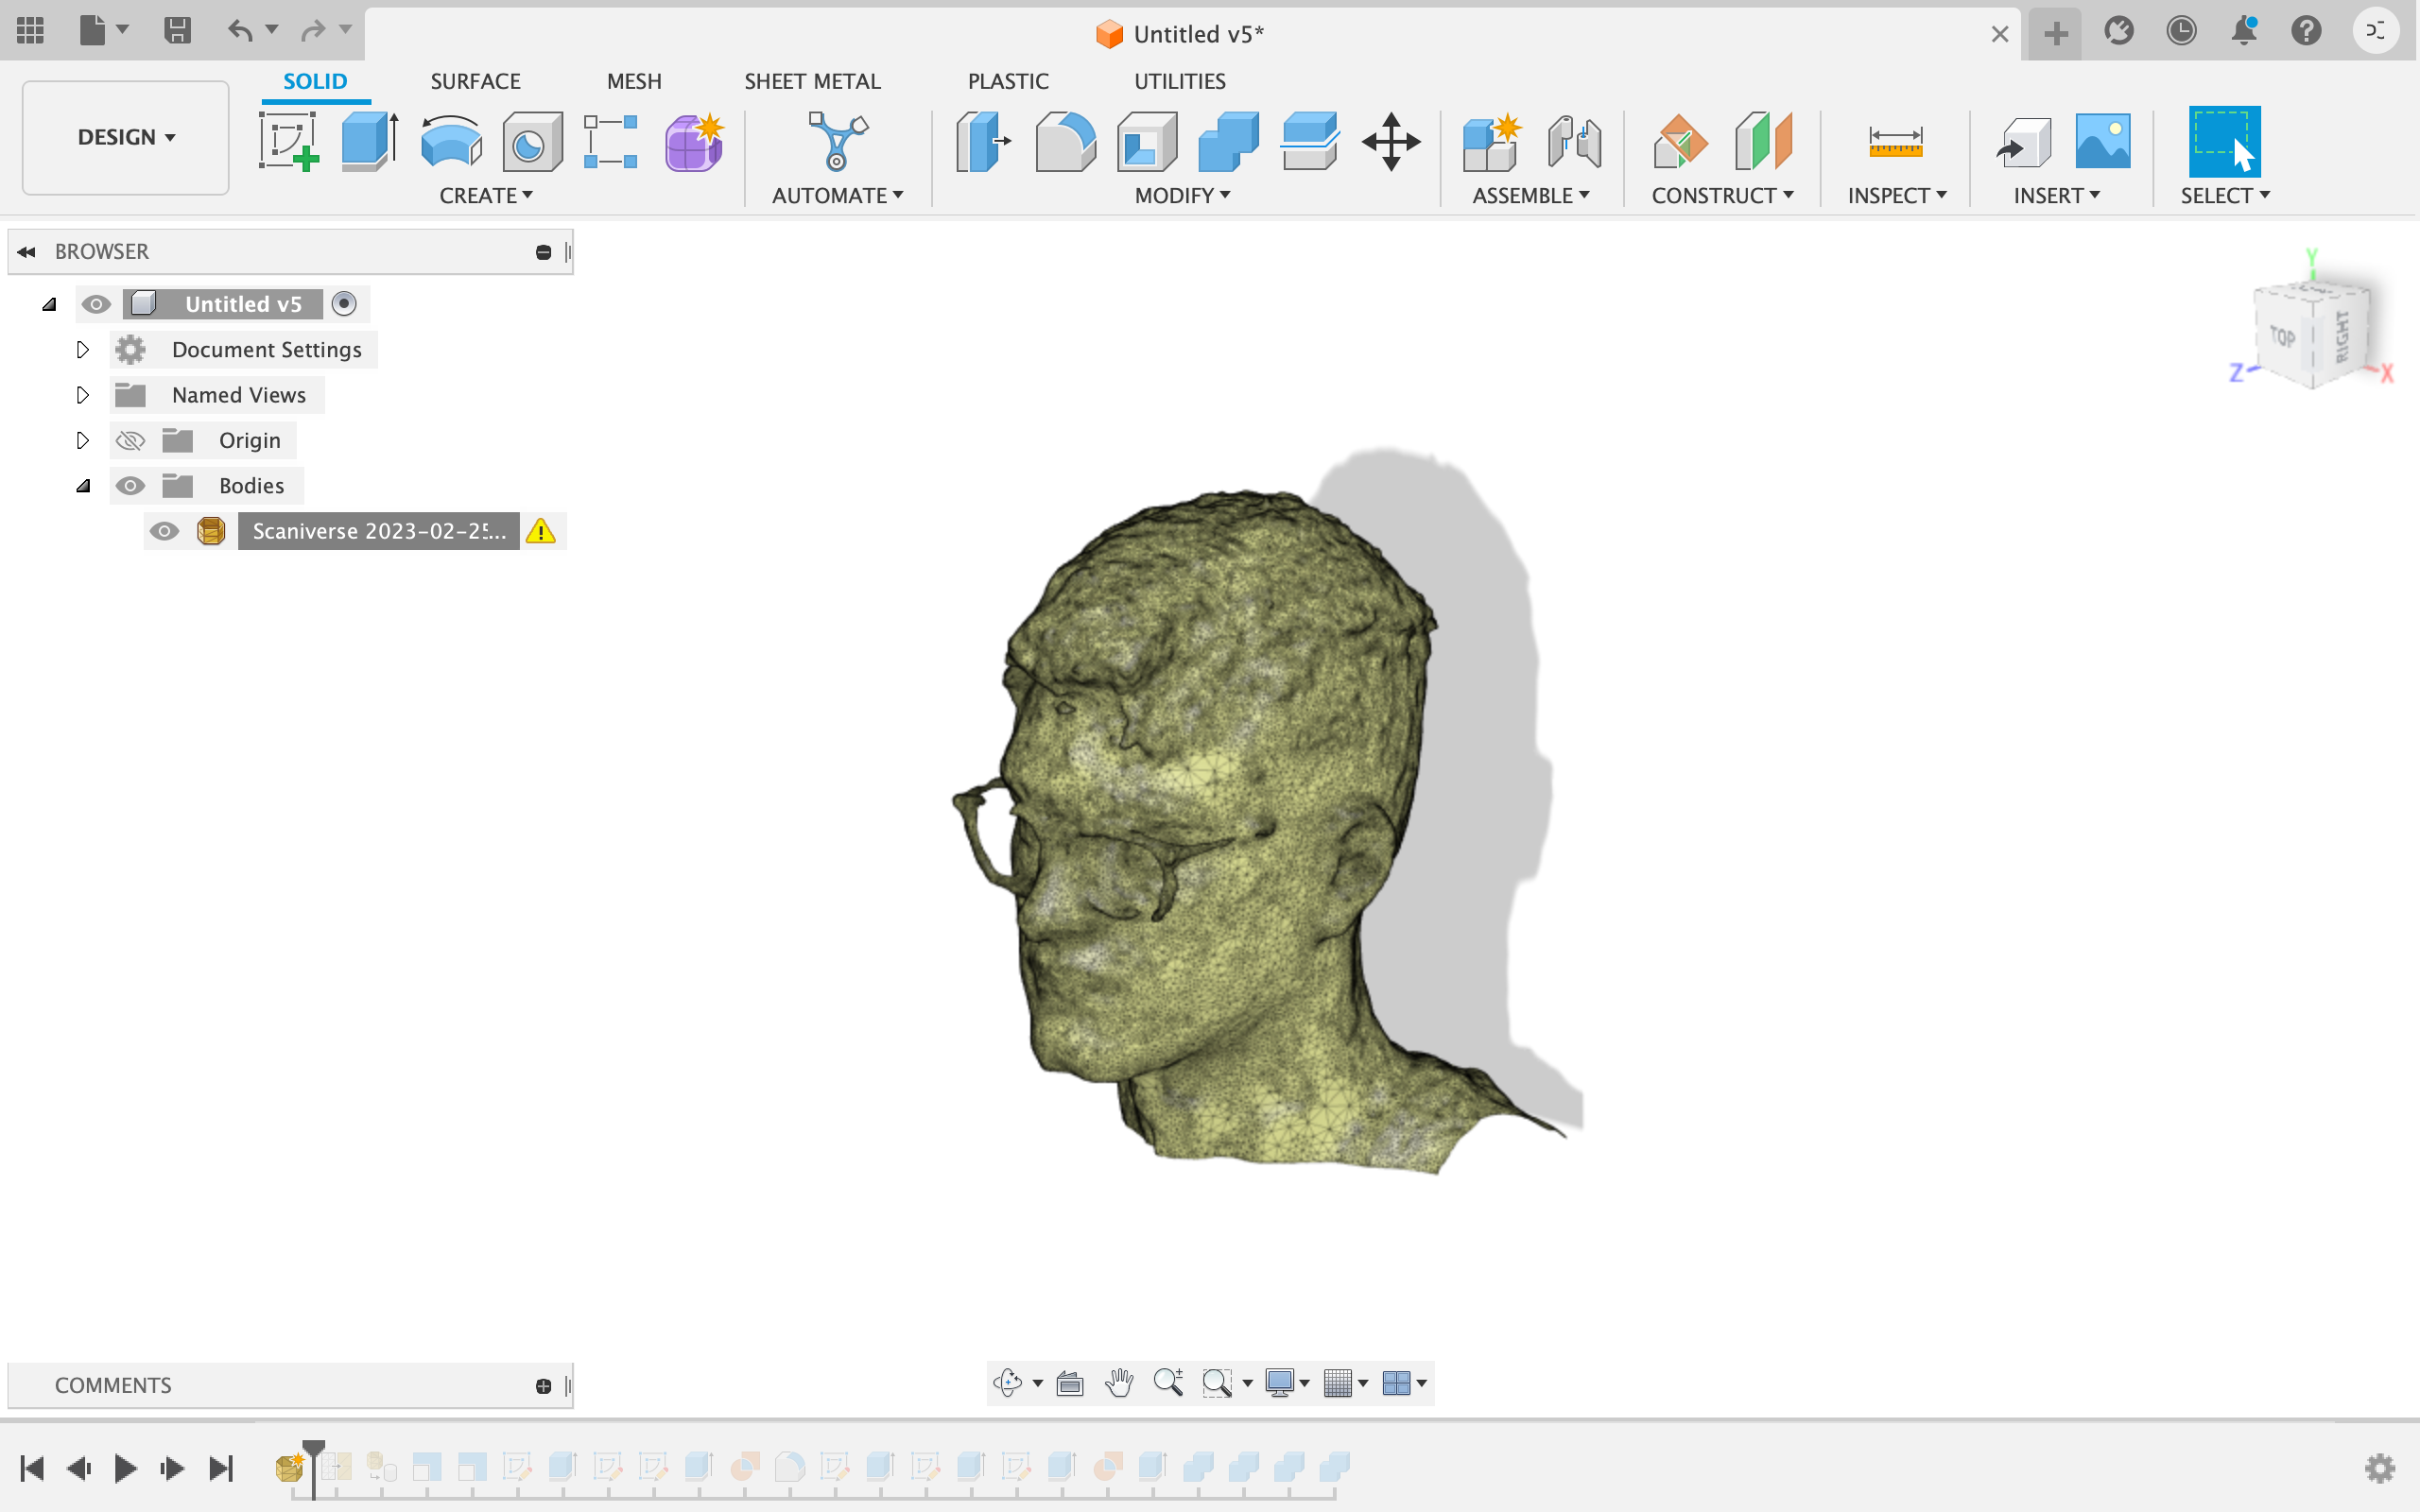 Untitled v5*
SOLID SURFACE MESH SHEET METAL PLASTIC UTILITIES
DESIGN
CREATE AUTOMATE MODIFY ASSEMBLE CONSTRUCT INSPECT INSERT SELECT
BROWSER
Untitled v5
Document Settings
Named Views
Origin
Bodies
Scaniverse 2023-02-25...
Y
TOP RIGHT
Z X
COMMENTS